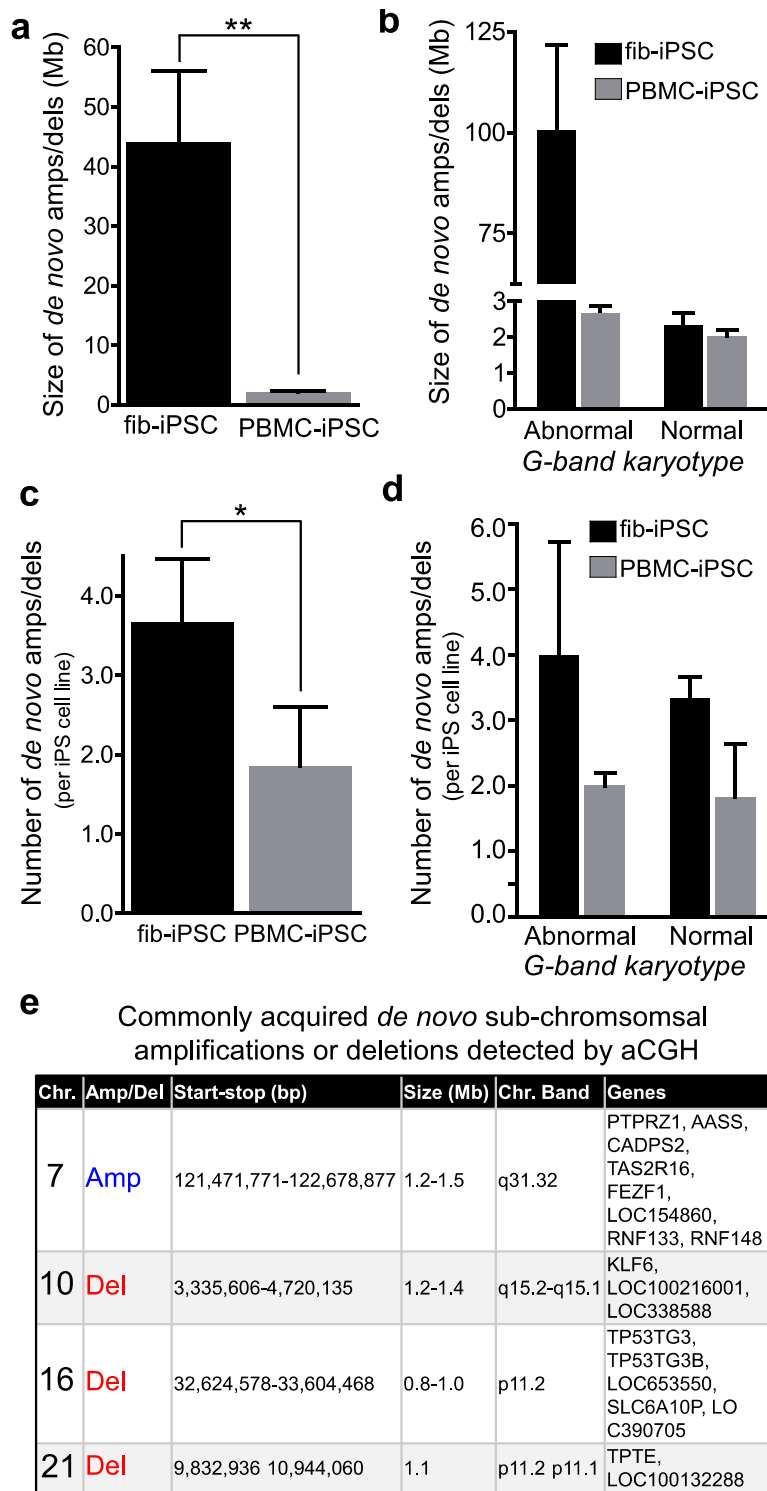 a
**
60
50
40
30
20
10
0
Size of de novo amps/dels (Mb)
fib-iPSC PBMC-iPSC
b
125
100
75
3
2
1
0
Size of de novo amps/dels (Mb)
fib-iPSC
PBMC-iPSC
Abnormal Normal
G-band karyotype
c
*
4.0
3.0
2.0
1.0
0.0
Number of de novo amps/dels
(per iPS cell line)
fib-iPSC PBMC-iPSC
d
6.0
5.0
4.0
3.0
2.0
1.0
0.0
Number of de novo amps/dels
(per iPS cell line)
fib-iPSC
PBMC-iPSC
Abnormal Normal
G-band karyotype
e
Commonly acquired de novo sub-chromsomsal
amplifications or deletions detected by aCGH
Chr. Amp/Del Start-stop (bp) Size (Mb) Chr. Band Genes
7 Amp 121,471,771-122,678,877 1.2-1.5 q31.32
PTPRZ1, AASS,
CADPS2,
TAS2R16,
FEZF1,
LOC154860,
RNF133, RNF148
10 Del 3,335,606-4,720,135 1.2-1.4 q15.2-q15.1
KLF6,
LOC100216001,
LOC338588
16 Del 32,624,578-33,604,468 0.8-1.0 p11.2
TP53TG3,
TP53TG3B,
LOC653550,
SLC6A10P, LO
C390705
21 Del 9,832,936 10,944,060 1.1 p11.2 p11.1
TPTE,
LOC100132288